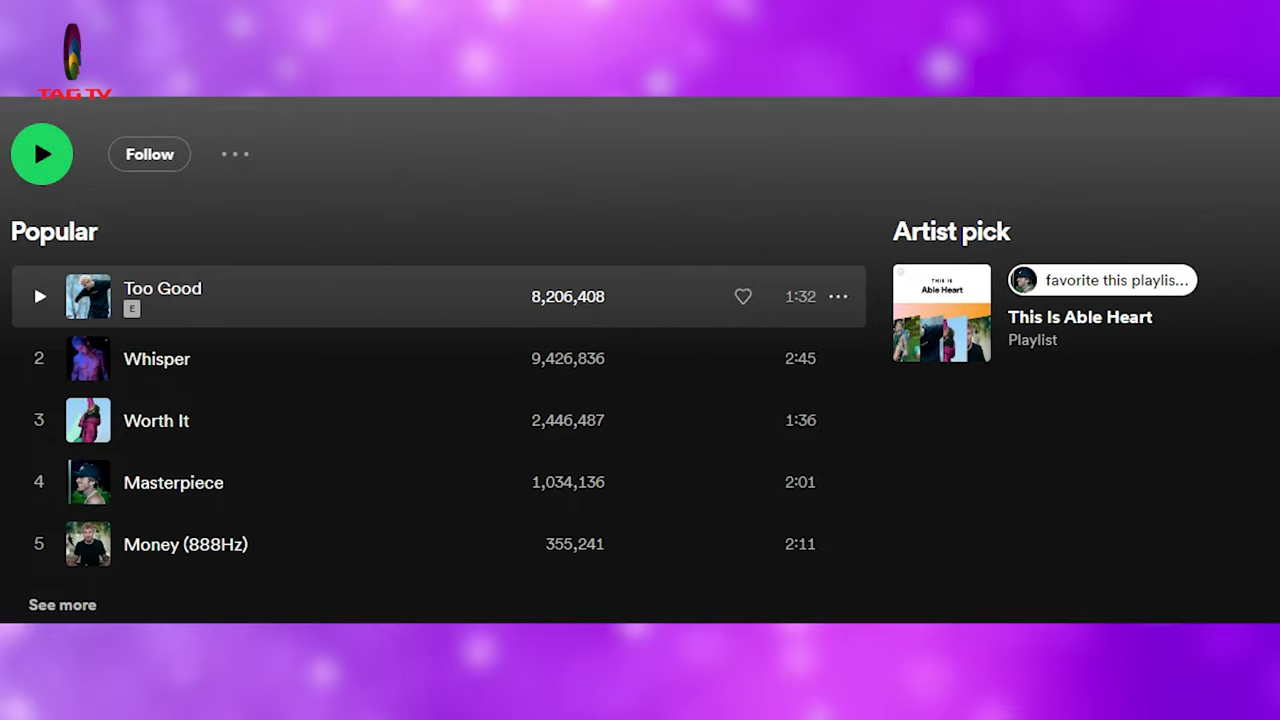 TAG TV
Follow
Popular
Too Good
E
8,206,408
1:32
2
Whisper
9,426,836
2:45
3
Worth It
2,446,487
1:36
4
Masterpiece
1,034,136
2:01
5
Money (888Hz)
355,241
2:11
See more
Artist pick
THIS IS
Able Heart
favorite this playlis...
This Is Able Heart
Playlist